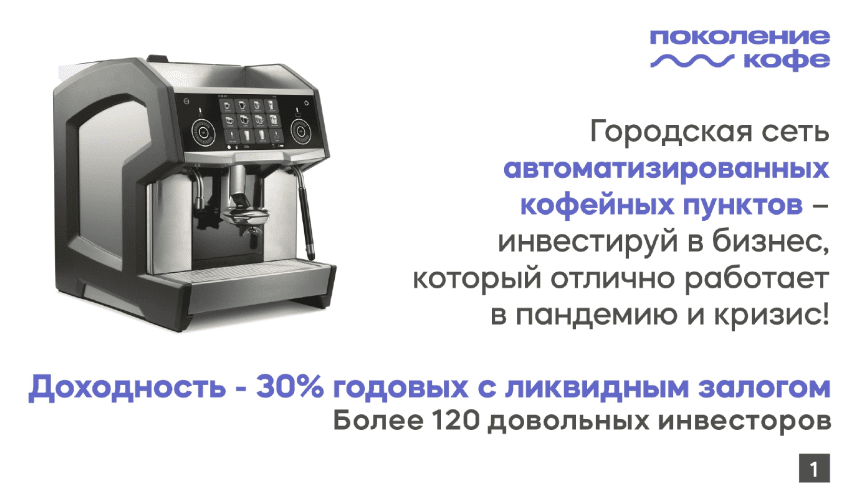 поколение
кофе
Городская сеть
автоматизированных
кофейных пунктов –
инвестируй в бизнес,
который отлично работает
в пандемию и кризис!
Доходность - 30% годовых с ликвидным залогом
Более 120 довольных инвесторов
1